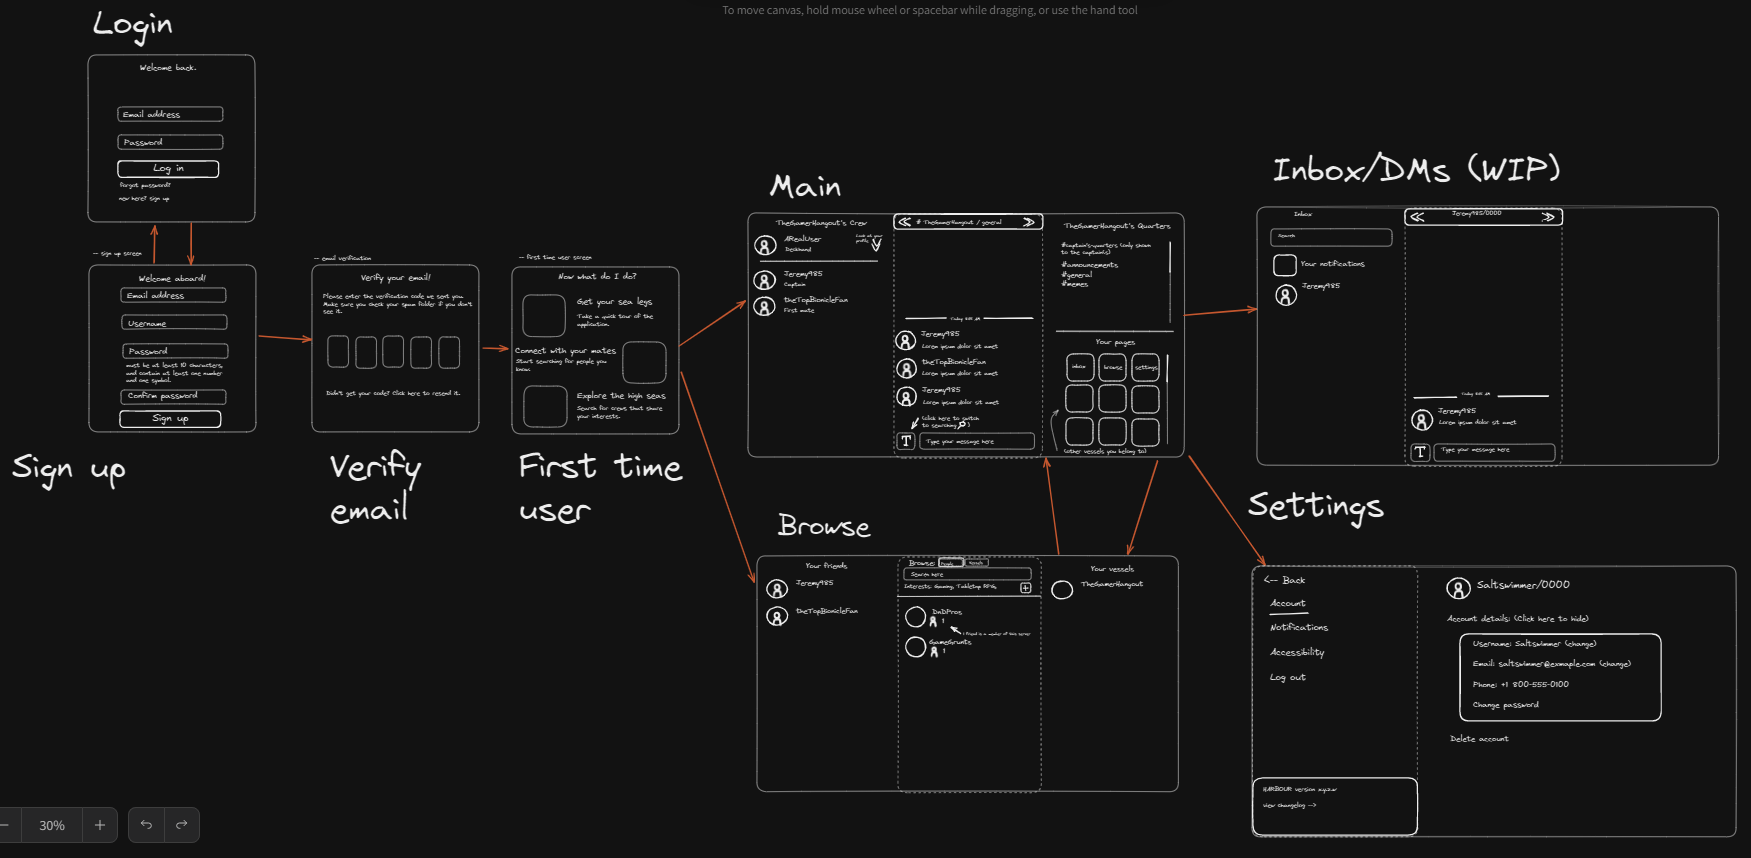 To move canvas, hold mouse wheel or spacebar while dragging, or use the hand tool
Login
Welcome back.
Email address
Password
Log in
Forgot password?
new here? sign up
— sign up screen
Welcome aboard!
Email address
Username
Password
must be at least 10 characters,
and contain at least one number
and one symbol.
Confirm password
Sign up
Sign up
— email verification
Verify your email!
Please enter the verification code we sent you.
Make sure you check your spam folder if you don't
see it.
Didn't get your code? Click here to resend it.
Verify
email
— first time user screen
Now what do I do?
Get your sea legs
Take a quick tour of the
application.
Connect with your mates
Start searching for people you
know.
Explore the high seas
Search for crews that share
your interests.
First time
user
Main
TheGamerHangout's Crew
ARealUser
Deckhand
Look at your
profile
Jeremy985
Captain
theTopBionicleFan
First mate
# TheGamerHangout / general
Today 8:05 AM
Jeremy985
Lorem ipsum dolor sit amet
theTopBionicleFan
Lorem ipsum dolor sit amet
Jeremy985
Lorem ipsum dolor sit amet
(click here to switch
to searching )
T
Type your message here
TheGamerHangout's Quarters
#captain's-quarters (only shown
to the captain(s)
#announcements
#general
#memes
Your pages
inbox
browse
settings
(other vessels you belong to)
Browse
Your friends
Jeremy985
theTopBionicleFan
Browse:
People
Vessels
Search here
Interests: Gaming, Tabletop RPG,
DnDPros
1
1 friend is a member of this server
GameGrunts
1
Your vessels
TheGamerHangout
Inbox/DMs (WIP)
Inbox
Search
Your notifications
Jeremy985
Jeremy985/0000
Today 8:05 AM
Jeremy985
Lorem ipsum dolor sit amet
T
Type your message here
Settings
<-- Back
Account
Notifications
Accessibility
Log out
HARBOUR version x.y.z.w
view changelog -->
Saltswimmer/0000
Account details: (Click here to hide)
Username: Saltswimmer (change)
Email: saltswimmer@exmaple.com (change)
Phone: +1 800-555-0100
Change password
Delete account
30%